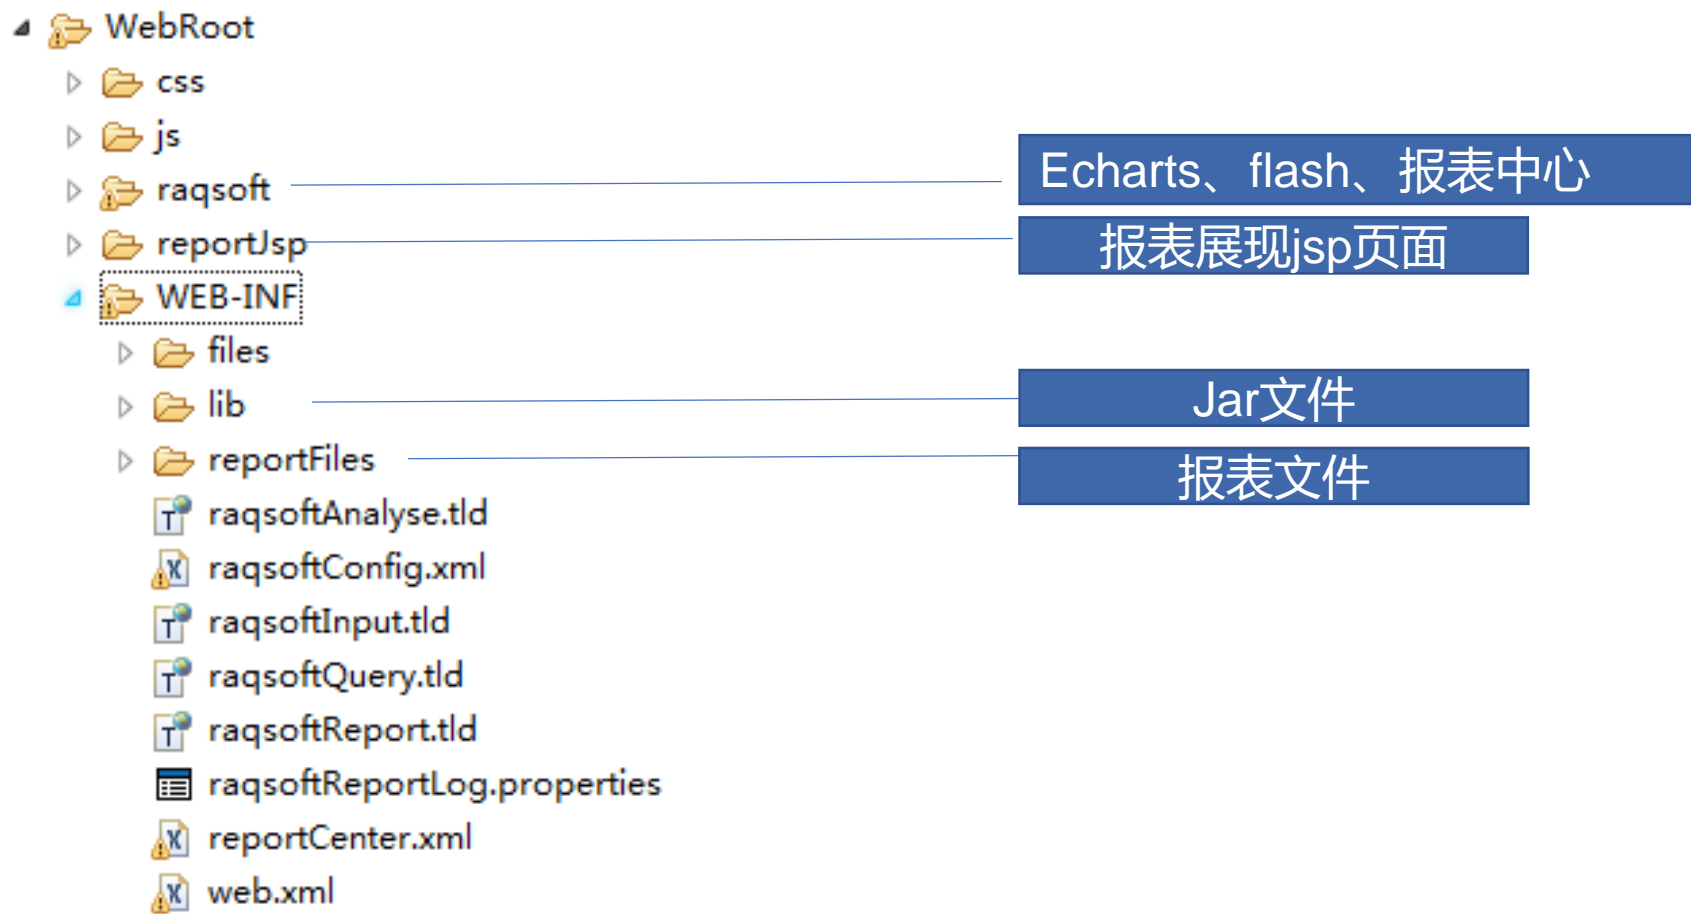 WebRoot
css
js
raqsoft
Echarts、flash、报表中心
reportJsp
报表展现jsp页面
WEB-INF
files
lib
Jar文件
reportFiles
报表文件
raqsoftAnalyse.tld
raqsoftConfig.xml
raqsoftInput.tld
raqsoftQuery.tld
raqsoftReport.tld
raqsoftReportLog.properties
reportCenter.xml
web.xml